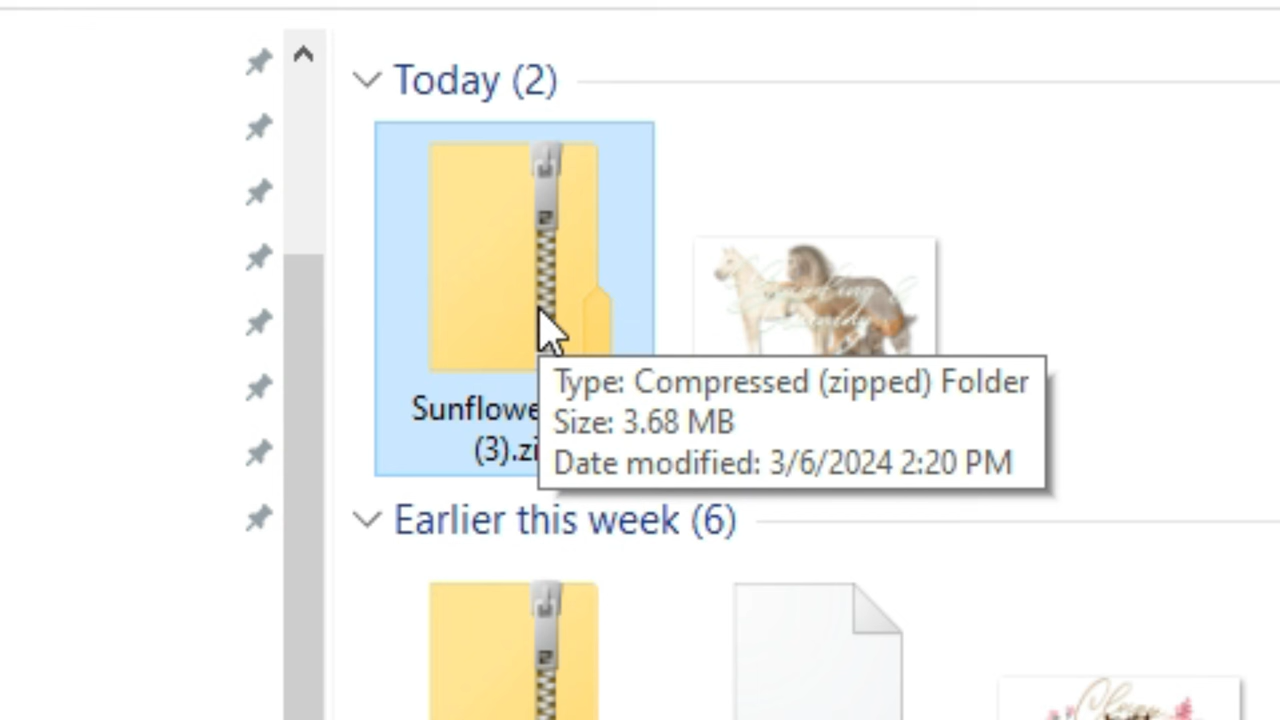 Today (2)
Sunflowe
(3).zi
Type: Compressed (zipped) Folder
Size: 3.68 MB
Date modified: 3/6/2024 2:20 PM
Earlier this week (6)